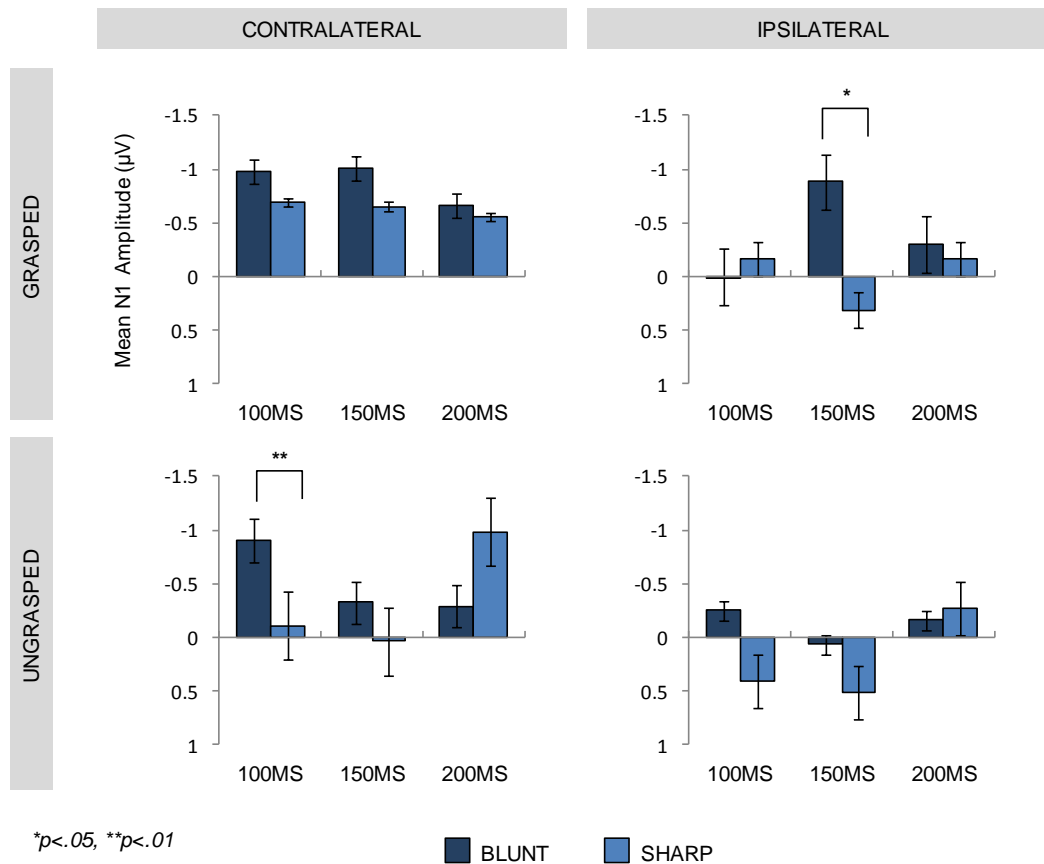 CONTRALATERAL
IPSILATERAL
GRASPED
Mean N1 Amplitude (µV)
-1.5
-1
-0.5
0
0.5
1
100MS 150MS 200MS
*
-1.5
-1
-0.5
0
0.5
1
100MS 150MS 200MS
UNGRASPED
**
-1.5
-1
-0.5
0
0.5
1
100MS 150MS 200MS
-1.5
-1
-0.5
0
0.5
1
100MS 150MS 200MS
*p<.05, **p<.01
BLUNT SHARP